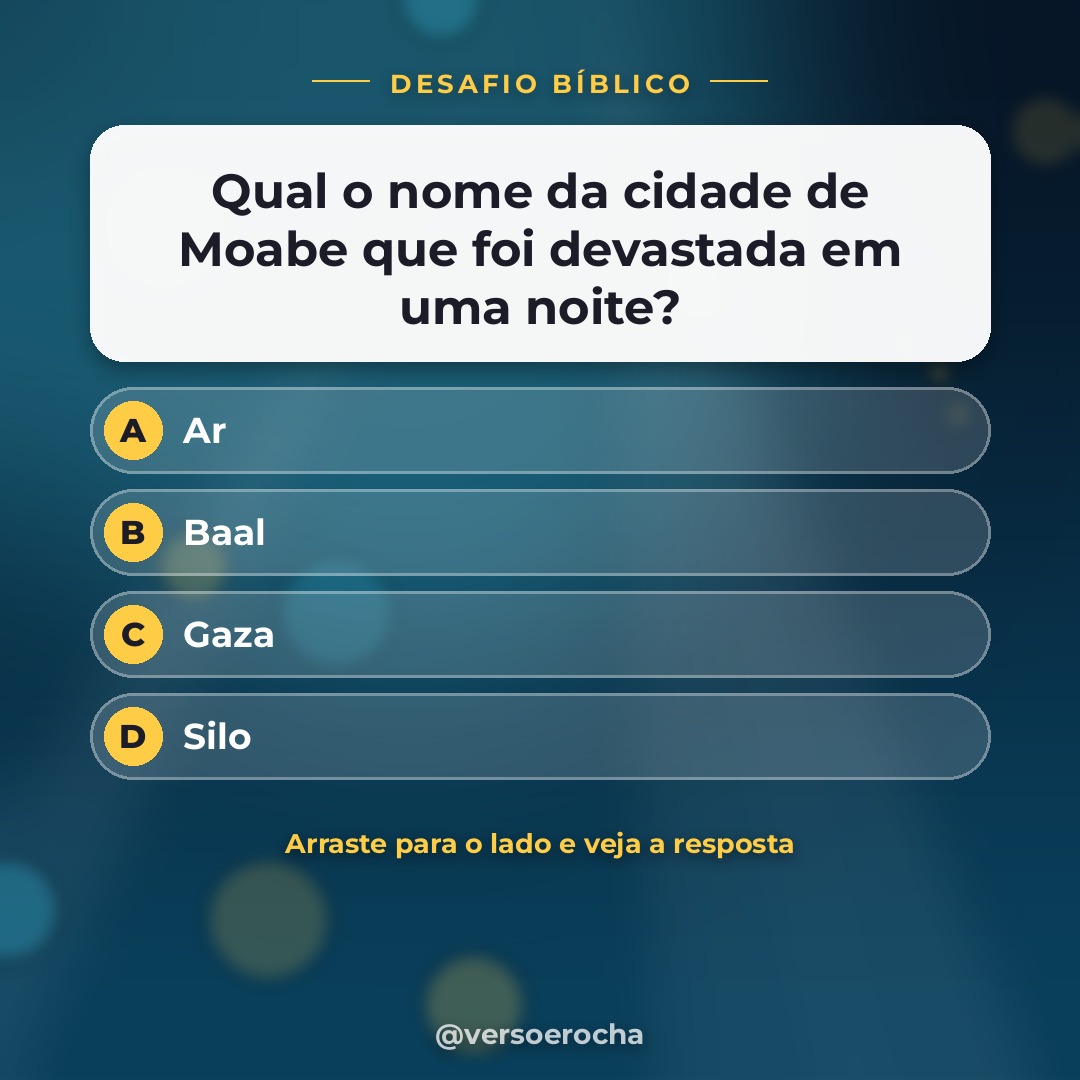 DESAFIO BÍBLICO
Qual o nome da cidade de
Moabe que foi devastada em
uma noite?
A Ar
B Baal
C Gaza
D Silo
Arraste para o lado e veja a resposta
@versoerocha